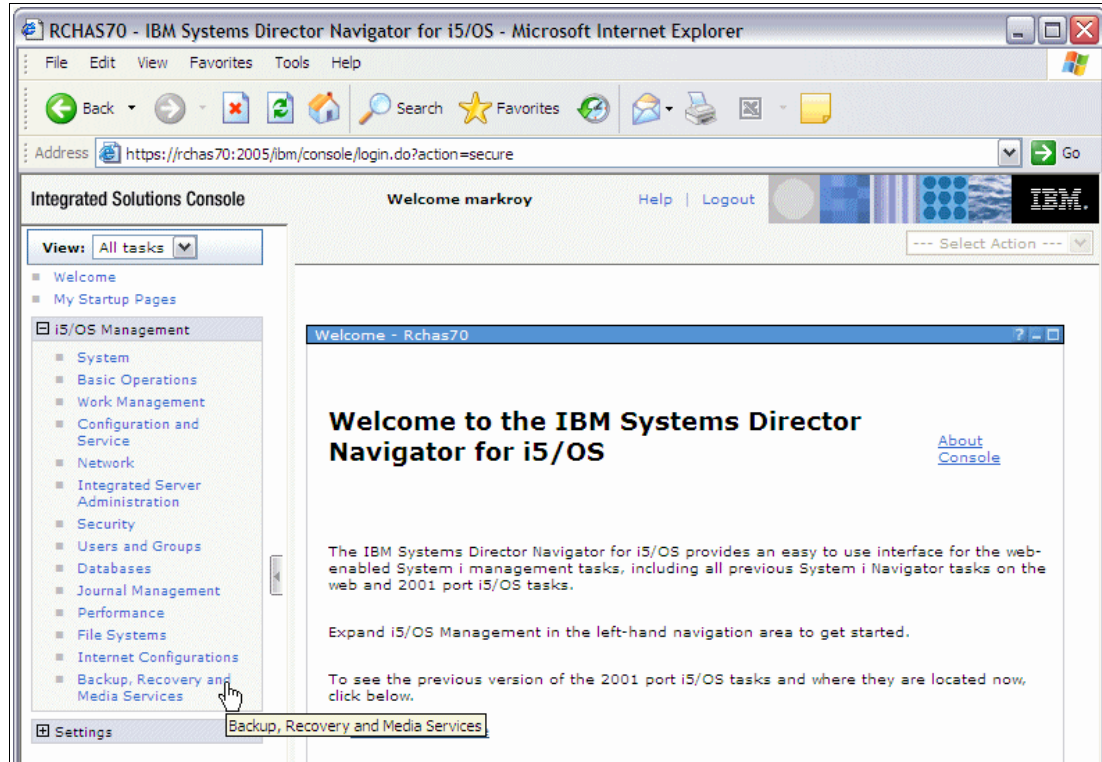 RCHAS70 - IBM Systems Director Navigator for i5/OS - Microsoft Internet Explorer
File Edit View Favorites Tools Help
Back Search Favorites
Address https://rchas70:2005/ibm/console/login.do?action=secure Go
Integrated Solutions Console Welcome markroy Help | Logout IBM.
View: All tasks --- Select Action ---
Welcome
My Startup Pages
i5/OS Management
System
Basic Operations
Work Management
Configuration and
Service
Network
Integrated Server
Administration
Security
Users and Groups
Databases
Journal Management
Performance
File Systems
Internet Configurations
Backup, Recovery and
Media Services
Backup, Recovery and Media Services
Settings
Welcome - Rchas70
Welcome to the IBM Systems Director
Navigator for i5/OS
About
Console
The IBM Systems Director Navigator for i5/OS provides an easy to use interface for the web-
enabled System i management tasks, including all previous System i Navigator tasks on the
web and 2001 port i5/OS tasks.
Expand i5/OS Management in the left-hand navigation area to get started.
To see the previous version of the 2001 port i5/OS tasks and where they are located now,
click below.